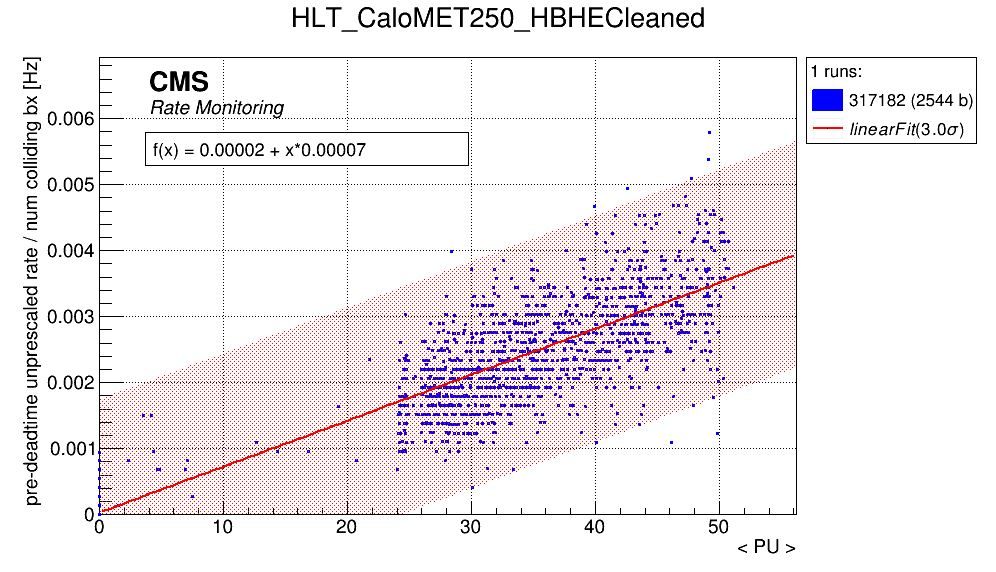 HLT_CaloMET250_HBHECleaned
pre-deadtime unprescaled rate / num colliding bx [Hz]
CMS
Rate Monitoring
f(x) = 0.00002 + x*0.00007
1 runs:
317182 (2544 b)
linearFit(3.0σ)
0.006
0.005
0.004
0.003
0.002
0.001
0
0 10 20 30 40 50
< PU >